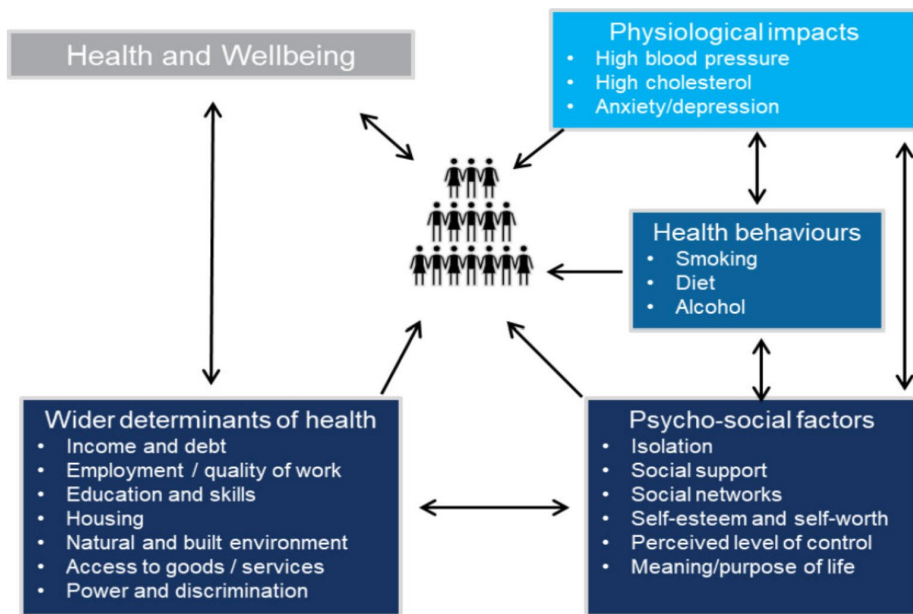 Health and Wellbeing
Physiological impacts
• High blood pressure
• High cholesterol
• Anxiety/depression
Health behaviours
• Smoking
• Diet
• Alcohol
Wider determinants of health
• Income and debt
• Employment / quality of work
• Education and skills
• Housing
• Natural and built environment
• Access to goods / services
• Power and discrimination
Psycho-social factors
• Isolation
• Social support
• Social networks
• Self-esteem and self-worth
• Perceived level of control
• Meaning/purpose of life